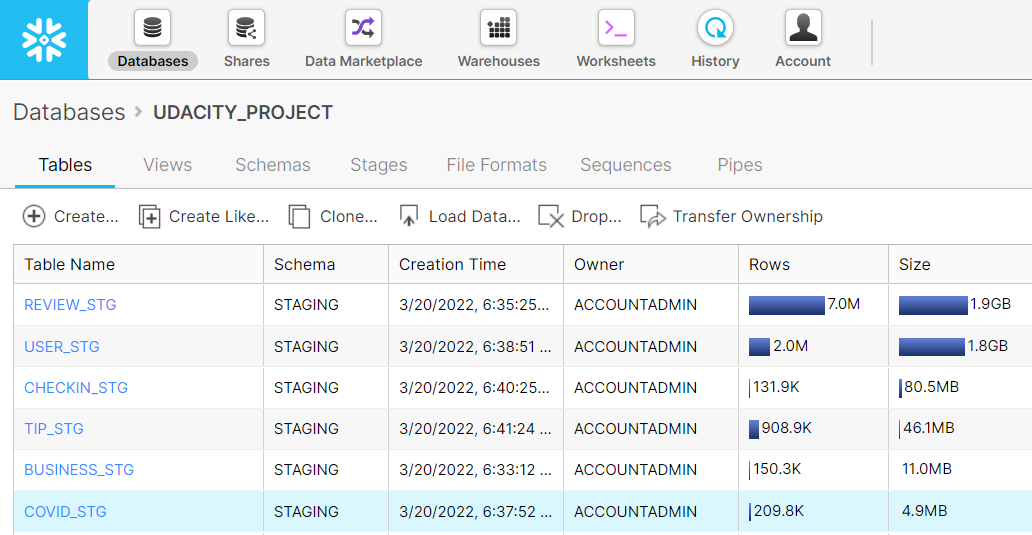 Databases Shares Data Marketplace Warehouses Worksheets History Account
Databases > UDACITY_PROJECT
Tables Views Schemas Stages File Formats Sequences Pipes
Create... Create Like... Clone... Load Data... Drop... Transfer Ownership
Table Name Schema Creation Time Owner Rows Size
REVIEW_STG STAGING 3/20/2022, 6:35:25... ACCOUNTADMIN 7.0M 1.9GB
USER_STG STAGING 3/20/2022, 6:38:51 ... ACCOUNTADMIN 2.0M 1.8GB
CHECKIN_STG STAGING 3/20/2022, 6:40:25... ACCOUNTADMIN 131.9K 80.5MB
TIP_STG STAGING 3/20/2022, 6:41:24 ... ACCOUNTADMIN 908.9K 46.1MB
BUSINESS_STG STAGING 3/20/2022, 6:33:12 ... ACCOUNTADMIN 150.3K 11.0MB
COVID_STG STAGING 3/20/2022, 6:37:52 ... ACCOUNTADMIN 209.8K 4.9MB